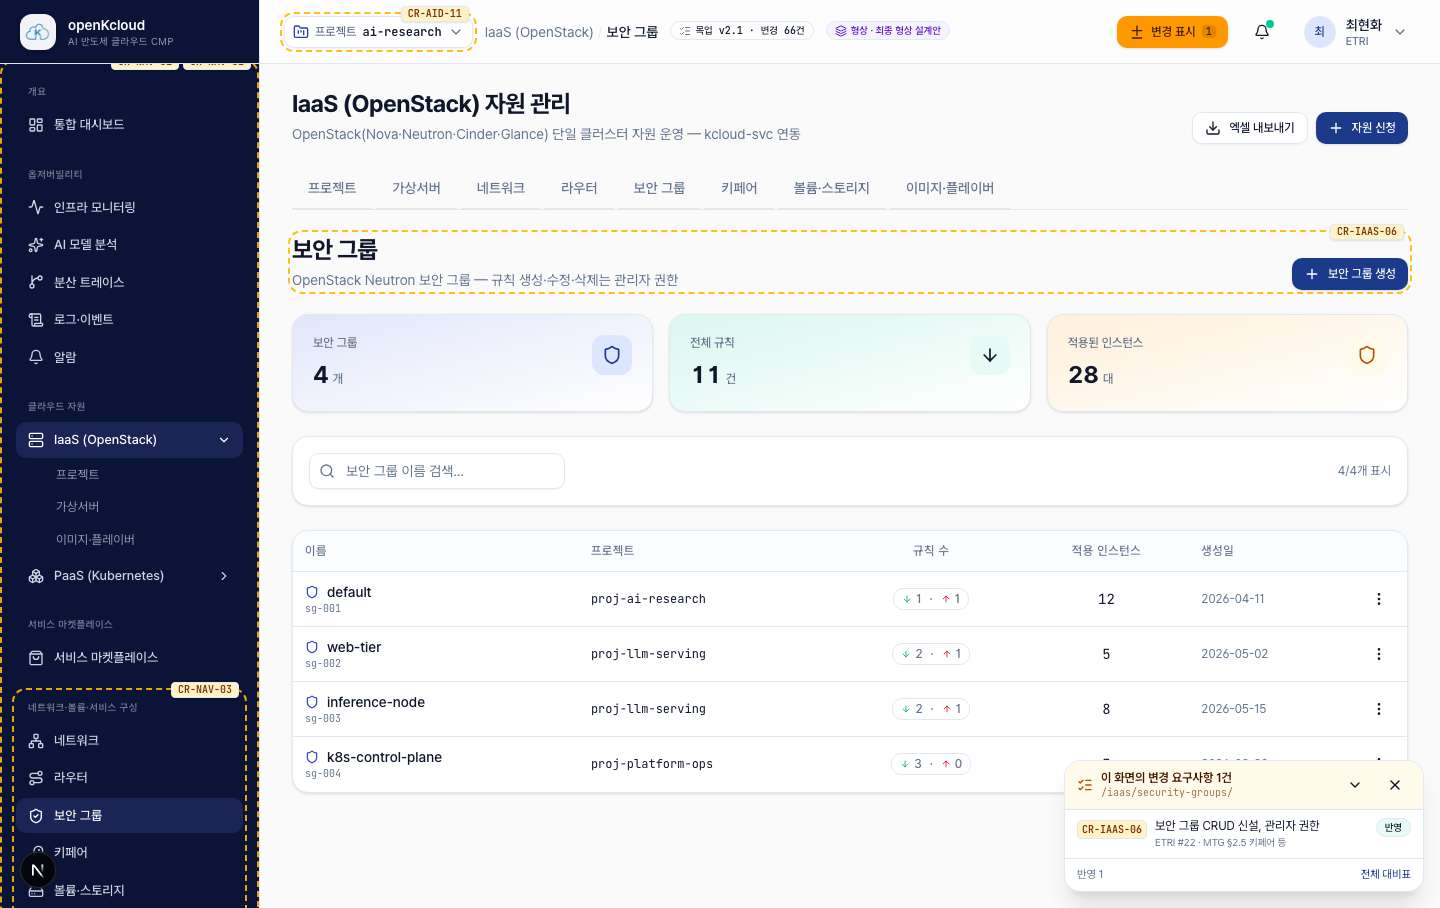 openKcloud
AI 반도체 클라우드 CMP
CR-AID-11
프로젝트 ai-research
IaaS (OpenStack) / 보안 그룹
목업 v2.1 · 변경 66건
형상·최종 형상 설계안
변경 표시 1
최
최현화
ETRI
개요
통합 대시보드
옵저버빌리티
인프라 모니터링
AI 모델 분석
분산 트레이스
로그·이벤트
알람
클라우드 자원
IaaS (OpenStack)
프로젝트
가상서버
이미지·플레이버
PaaS (Kubernetes)
서비스 마켓플레이스
서비스 마켓플레이스
CR-NAV-03
네트워크·볼륨·서비스 구성
네트워크
라우터
보안 그룹
키페어
볼륨·스토리지
N
IaaS (OpenStack) 자원 관리
OpenStack(Nova·Neutron·Cinder·Glance) 단일 클러스터 자원 운영 — kcloud-svc 연동
엑셀 내보내기
자원 신청
프로젝트 가상서버 네트워크 라우터 보안 그룹 키페어 볼륨·스토리지 이미지·플레이버
CR-IAAS-06
보안 그룹
OpenStack Neutron 보안 그룹 — 규칙 생성·수정·삭제는 관리자 권한
보안 그룹 생성
보안 그룹
4 개
전체 규칙
11 건
적용된 인스턴스
28 대
보안 그룹 이름 검색...
4/4개 표시
이름 프로젝트 규칙 수 적용 인스턴스 생성일
default
sg-001
proj-ai-research ↓ 1 · ↑ 1 12 2026-04-11
web-tier
sg-002
proj-llm-serving ↓ 2 · ↑ 1 5 2026-05-02
inference-node
sg-003
proj-llm-serving ↓ 2 · ↑ 1 8 2026-05-15
k8s-control-plane
sg-004
proj-platform-ops ↓ 3 · ↑ 0
이 화면의 변경 요구사항 1건
/iaas/security-groups/
CR-IAAS-06 보안 그룹 CRUD 신설, 관리자 권한 반영
ETRI #22 · MTG §2.5 키페어 등
반영 1
전체 대비표